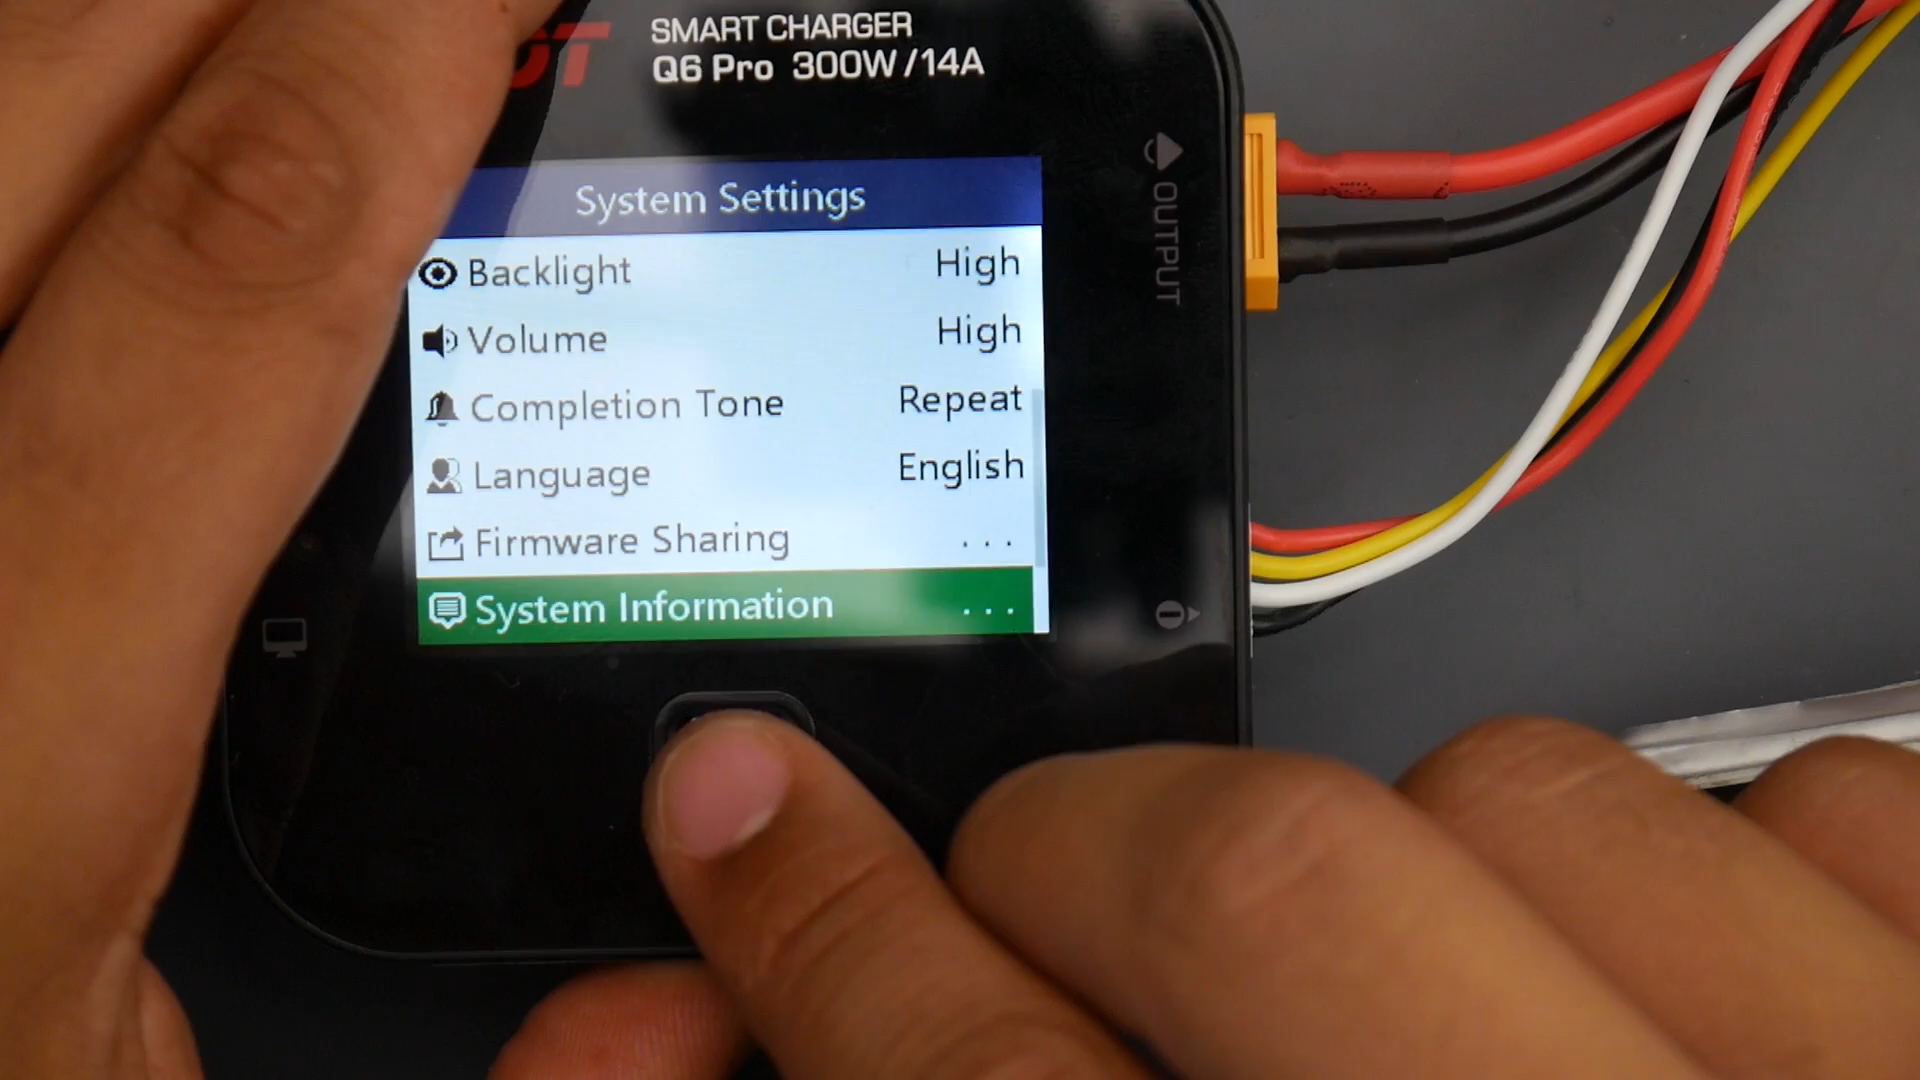 SMART CHARGER
Q6 Pro 300W/14A
System Settings
Backlight High
Volume High
Completion Tone Repeat
Language English
Firmware Sharing ...
System Information ...
OUTPUT